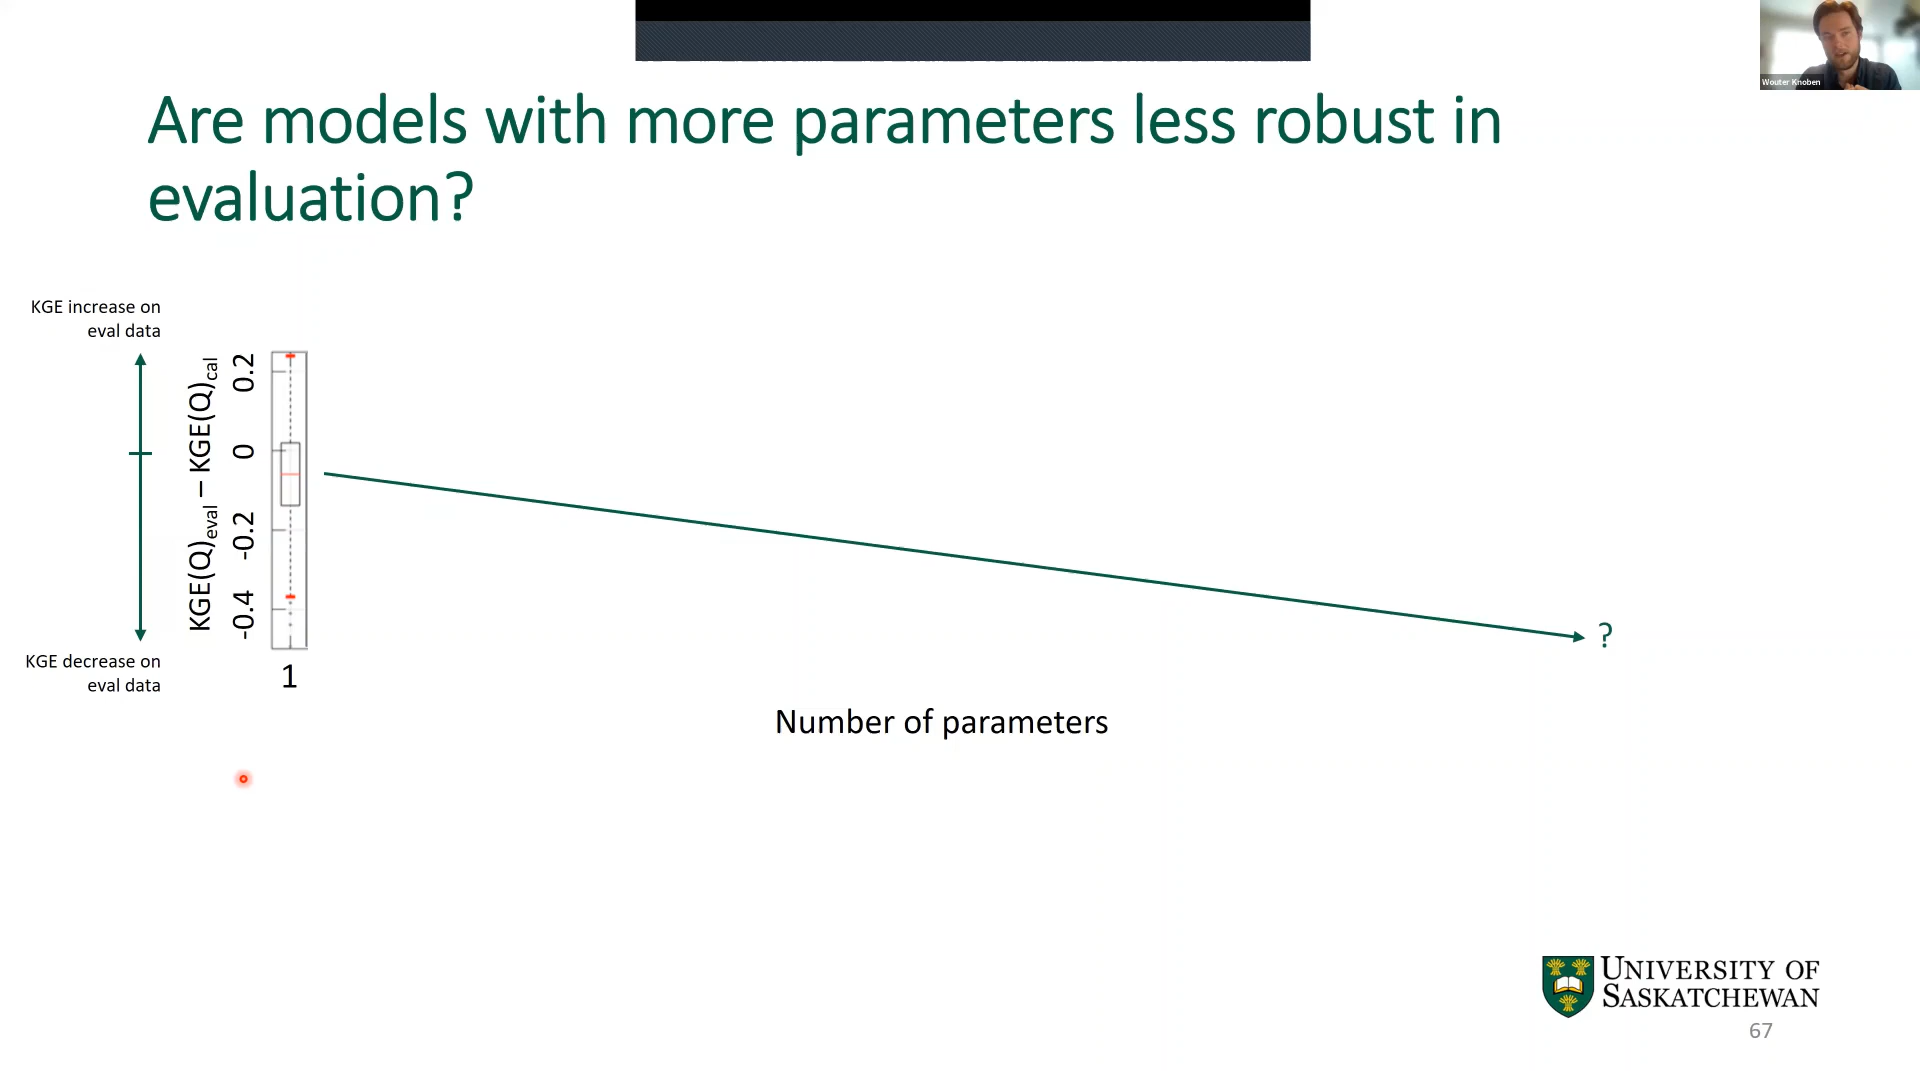 Wouter Knoben
Are models with more parameters less robust in
evaluation?
KGE increase on
eval data
KGE(Q)eval – KGE(Q)cal
0.2
0
-0.2
-0.4
KGE decrease on
eval data
1
?
Number of parameters
UNIVERSITY OF
SASKATCHEWAN
67